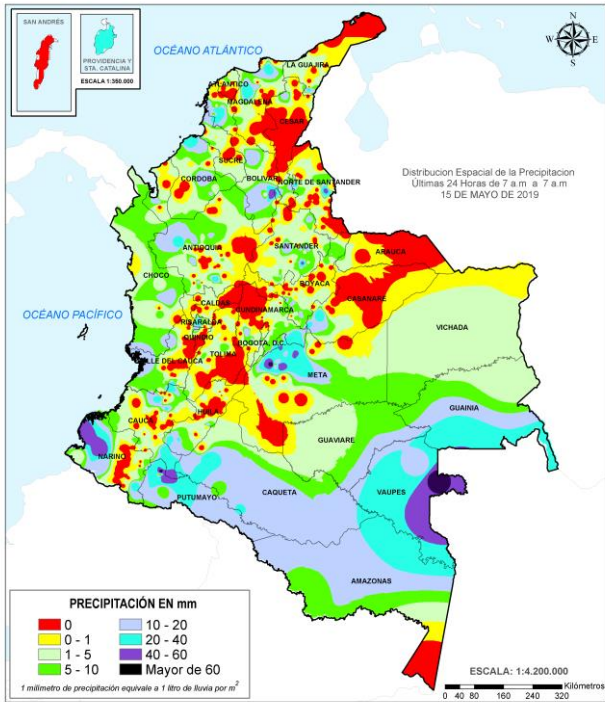 SAN ANDRÉS
PROVIDENCIA Y
STA. CATALINA
ESCALA 1:350.000
OCÉANO ATLÁNTICO
N
W E
S
LA GUAJIRA
ATLÁNTICO
MAGDALENA
CESAR
SUCRE
CORDOBA
BOLIVAR
NORTE DE SANTANDER
Distribucion Espacial de la Precipitacion
Últimas 24 Horas de 7 a.m a 7 a.m
15 DE MAYO DE 2019
ANTIOQUIA
SANTANDER
ARAUCA
CHOCO
BOYACA
CASANARE
CALDAS
CUNDINAMARCA
OCÉANO PACÍFICO
RISARALDA
VICHADA
QUINDIO
BOGOTA, D.C.
TOLIMA
VALLE DEL CAUCA
META
GUAINIA
HUILA
CAUCA
GUAVIARE
NARIÑO
CAQUETA
VAUPES
PUTUMAYO
AMAZONAS
PRECIPITACIÓN EN mm
0
0 - 1
1 - 5
5 - 10
10 - 20
20 - 40
40 - 60
Mayor de 60
1 milimetro de precipitación equivale a 1 litro de lluvia por m²
ESCALA: 1:4.200.000
Kilómetros
0 40 80 160 240 320